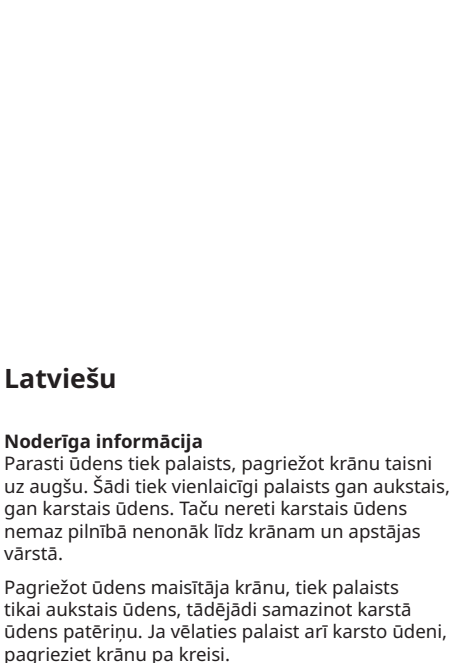 Latviešu
Noderīga informācija
Parasti ūdens tiek palaists, pagriežot krānu taisni
uz augšu. Šādi tiek vienlaicīgi palaists gan aukstais,
gan karstais ūdens. Taču nereti karstais ūdens
nemaz pilnībā nenonāk līdz krānam un apstājas
vārstā.
Pagriežot ūdens maisītāja krānu, tiek palaists
tikai aukstais ūdens, tādējādi samazinot karstā
ūdens patēriņu. Ja vēlaties palaist arī karsto ūdeni,
pagrieziet krānu pa kreisi.